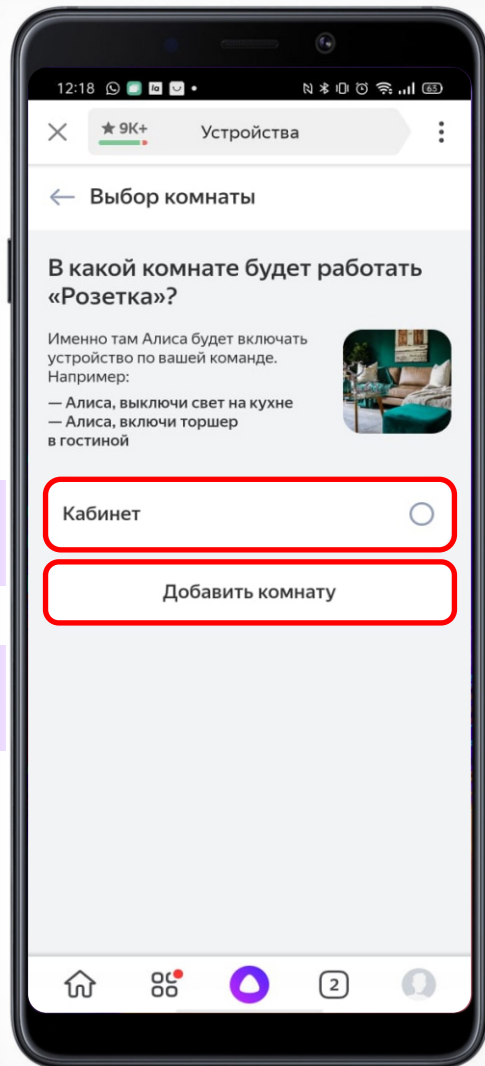 12:18 63
9K+ Устройства
Выбор комнаты
В какой комнате будет работать
«Розетка»?
Именно там Алиса будет включать
устройство по вашей команде.
Например:
— Алиса, выключи свет на кухне
— Алиса, включи торшер
в гостиной
Кабинет
Добавить комнату
2